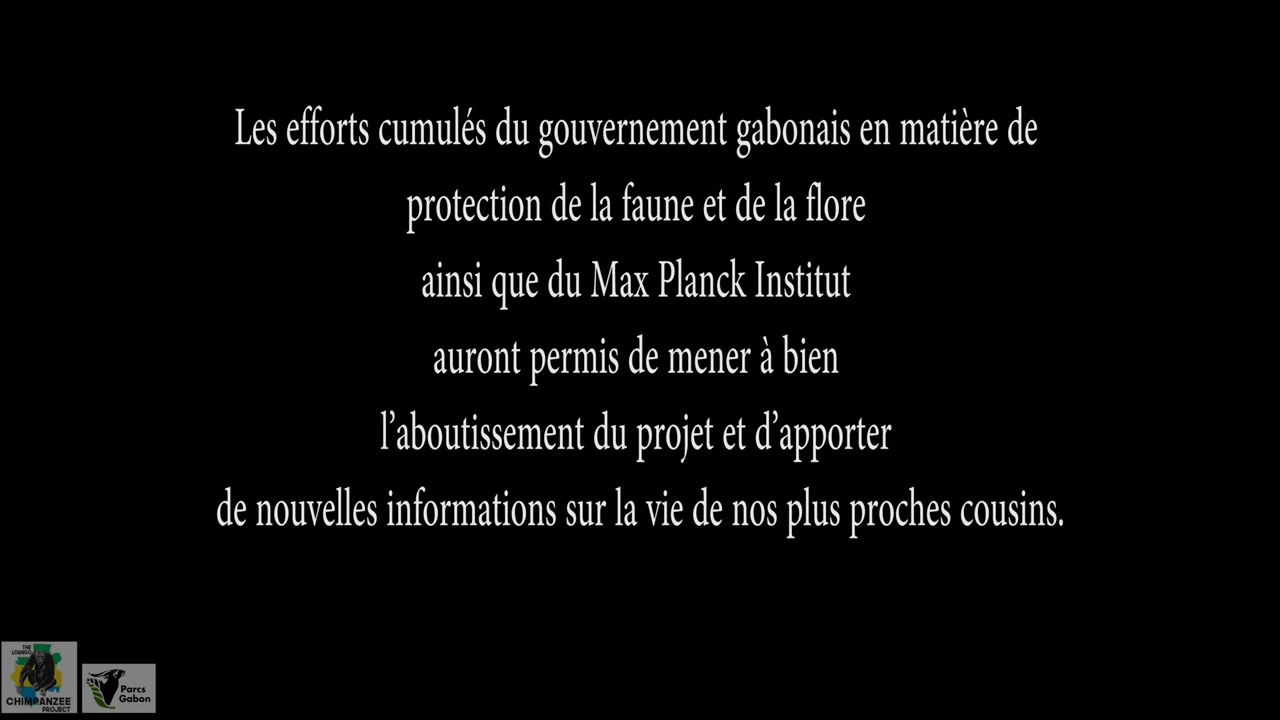 Les efforts cumulés du gouvernement gabonais en matière de
protection de la faune et de la flore
ainsi que du Max Planck Institut
auront permis de mener à bien
l’aboutissement du projet et d’apporter
de nouvelles informations sur la vie de nos plus proches cousins.
THE
LOANGO
CHIMPANZEE
PROJECT
Parcs
Gabon